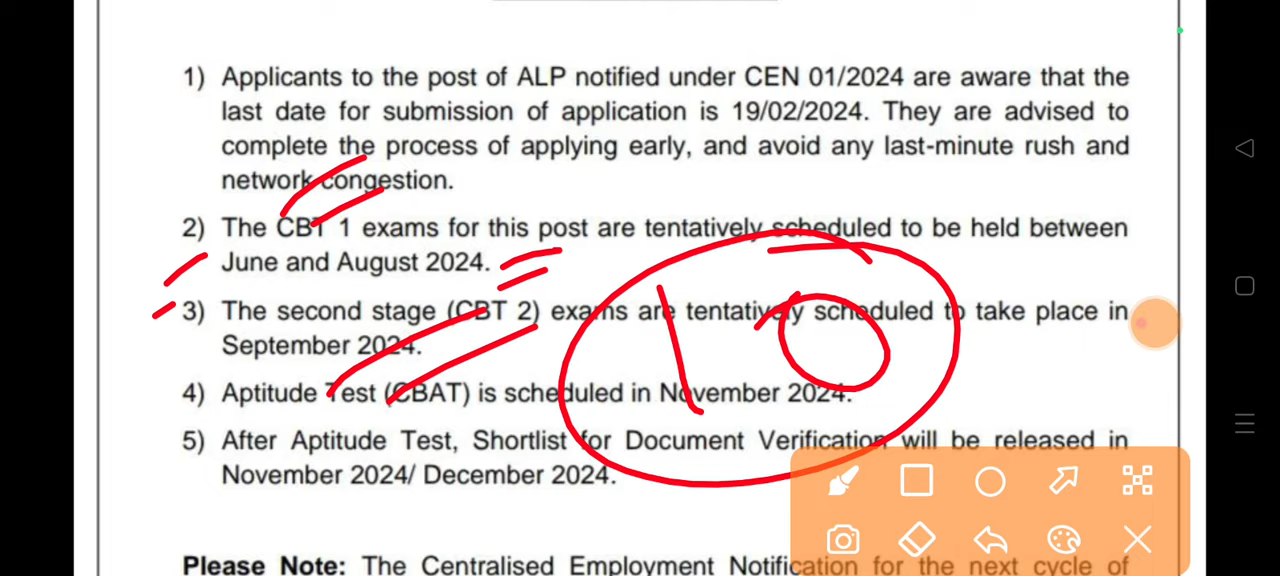 1) Applicants to the post of ALP notified under CEN 01/2024 are aware that the
last date for submission of application is 19/02/2024. They are advised to
complete the process of applying early, and avoid any last-minute rush and
network congestion.
2) The CBT 1 exams for this post are tentatively scheduled to be held between
June and August 2024.
3) The second stage (CBT 2) exams are tentatively scheduled to take place in
September 2024.
10
4) Aptitude Test (CBAT) is scheduled in November 2024.
5) After Aptitude Test, Shortlist for Document Verification will be released in
November 2024/ December 2024.
Please Note: The Centralised Employment Notification for the next cycle of